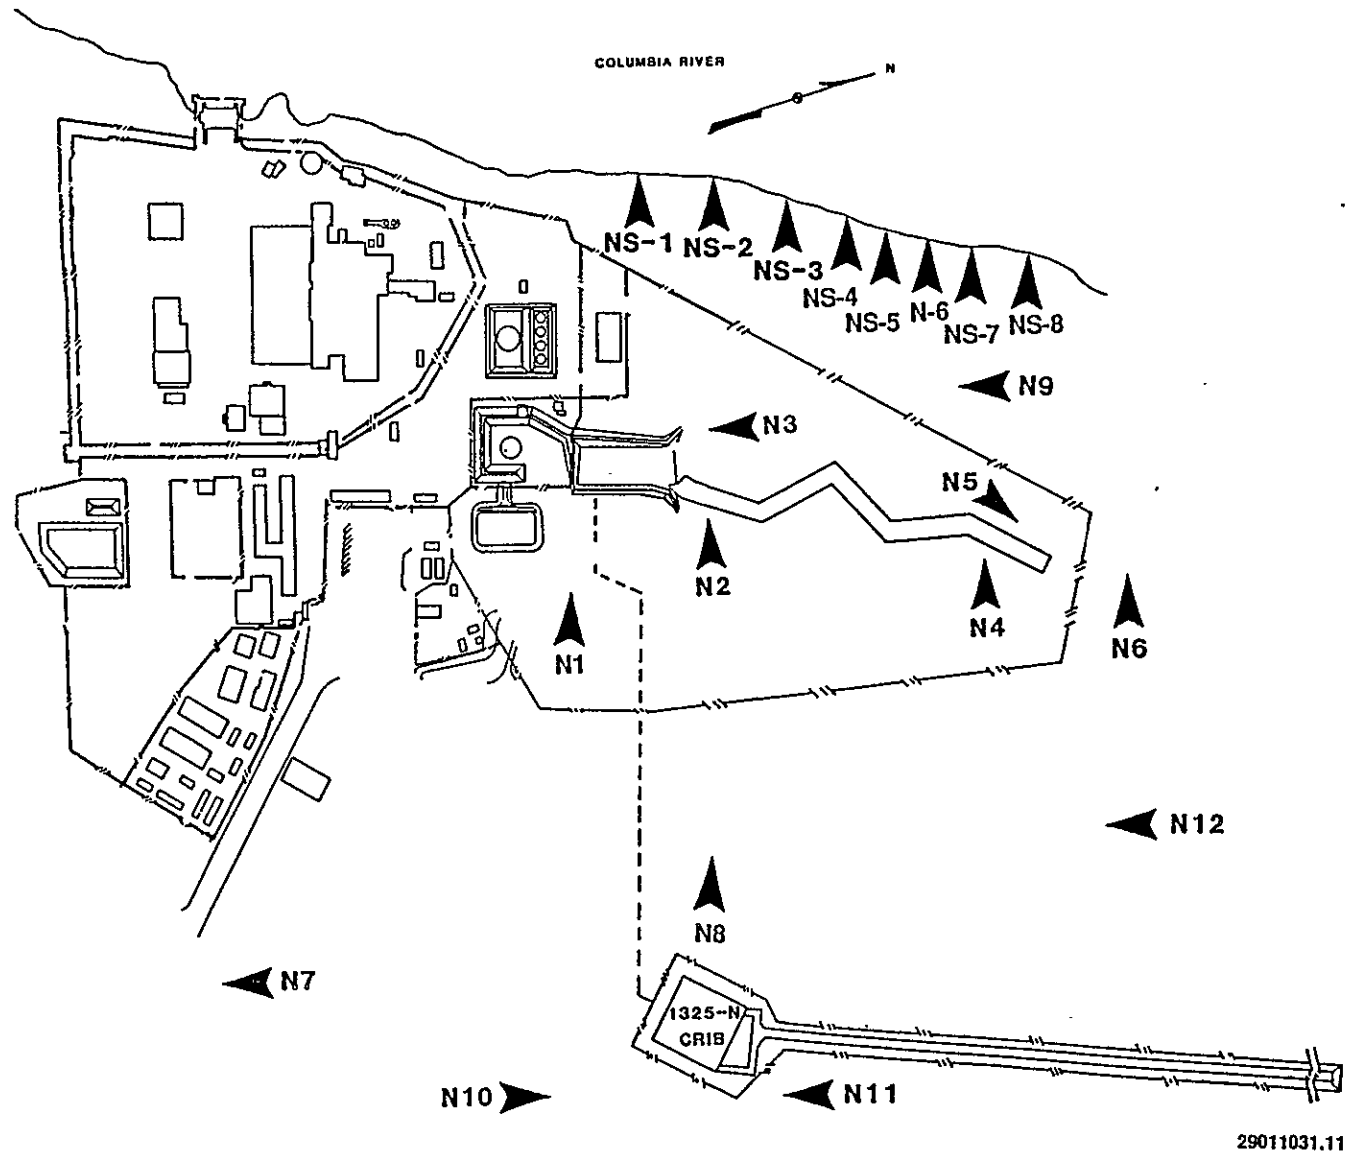 COLUMBIA RIVER
N
NS-1
NS-2
NS-3
NS-4
NS-5
N-6
NS-7
NS-8
N9
N3
N5
N2
N4
N6
N1
N12
N8
N7
1325-N
CRIB
N10
N11
29011031.11